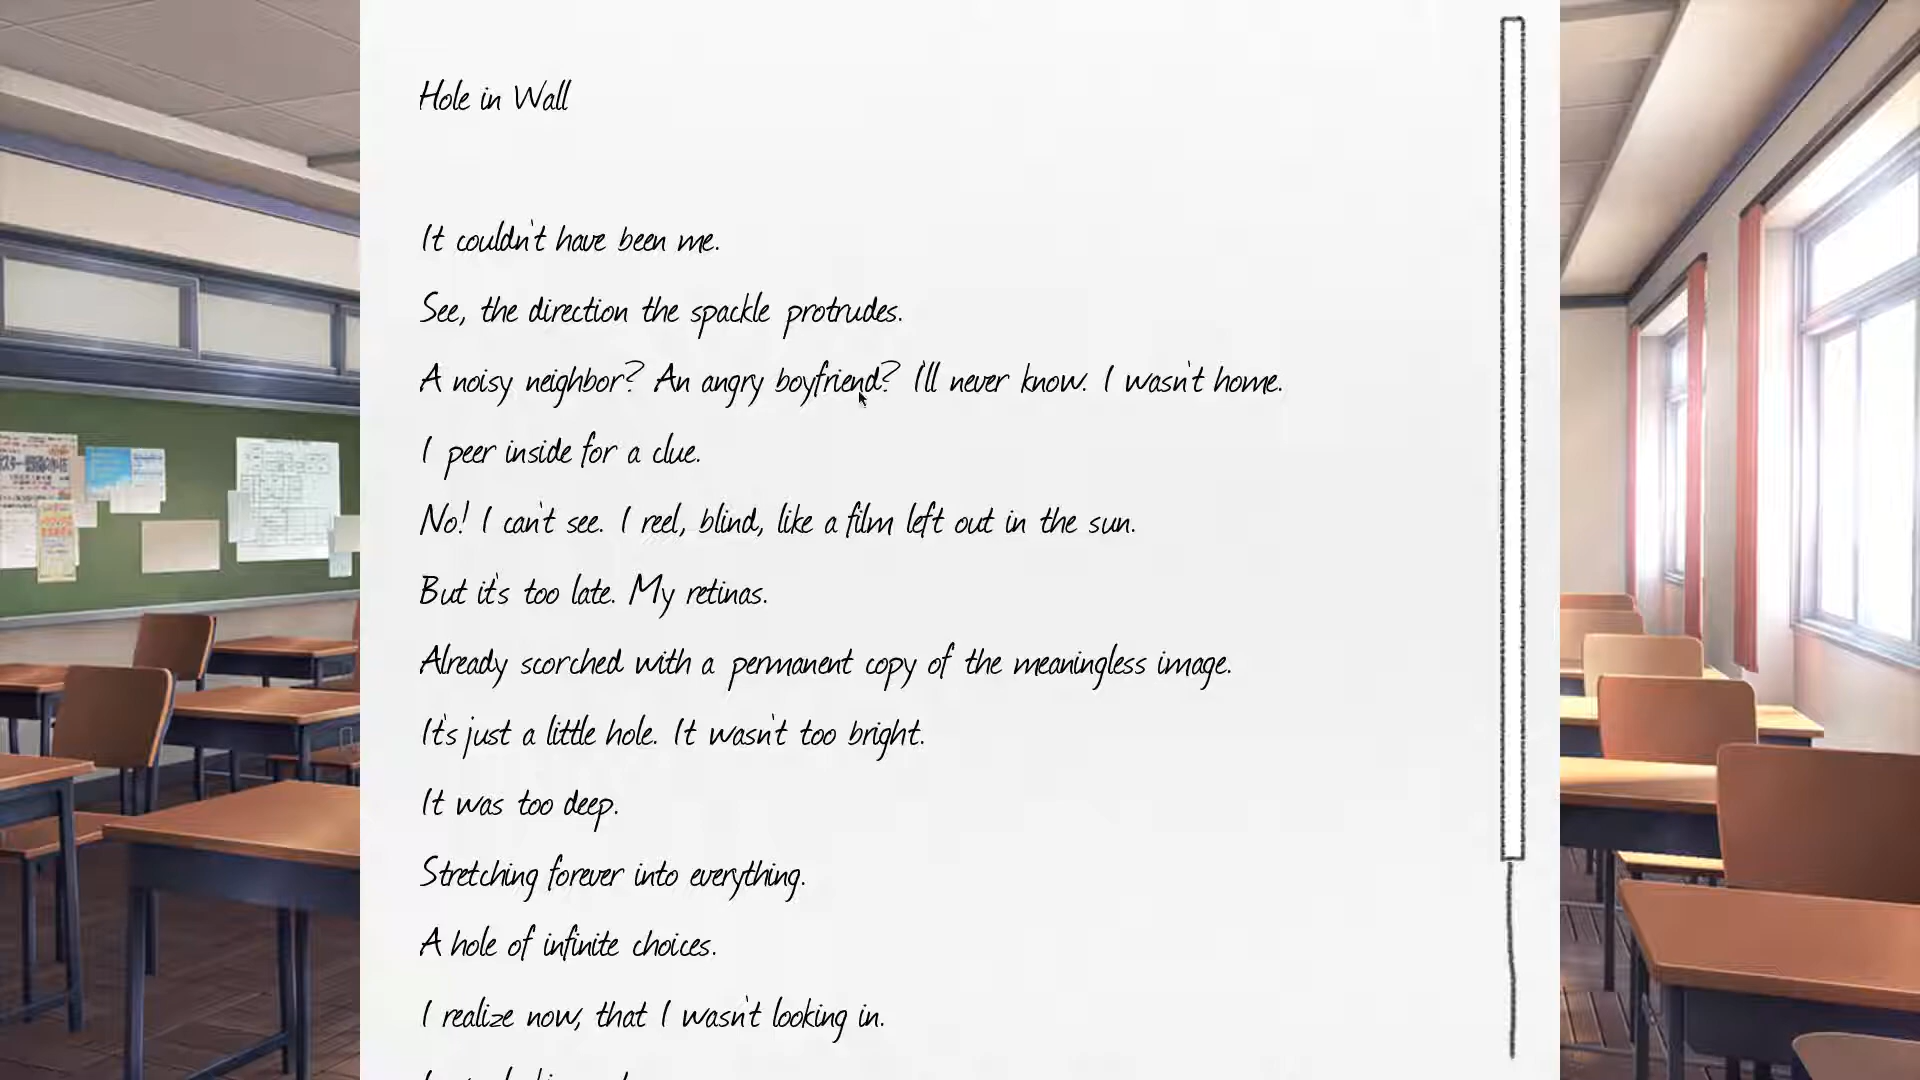 Hole in Wall
It couldn't have been me.
See, the direction the spackle protrudes.
A noisy neighbor? An angry boyfriend? I'll never know. I wasn't home.
I peer inside for a clue.
No! I can't see. I reel, blind, like a film left out in the sun.
But it's too late. My retinas.
Already scorched with a permanent copy of the meaningless image.
It's just a little hole. It wasn't too bright.
It was too deep.
Stretching forever into everything.
A hole of infinite choices.
I realize now, that I wasn't looking in.